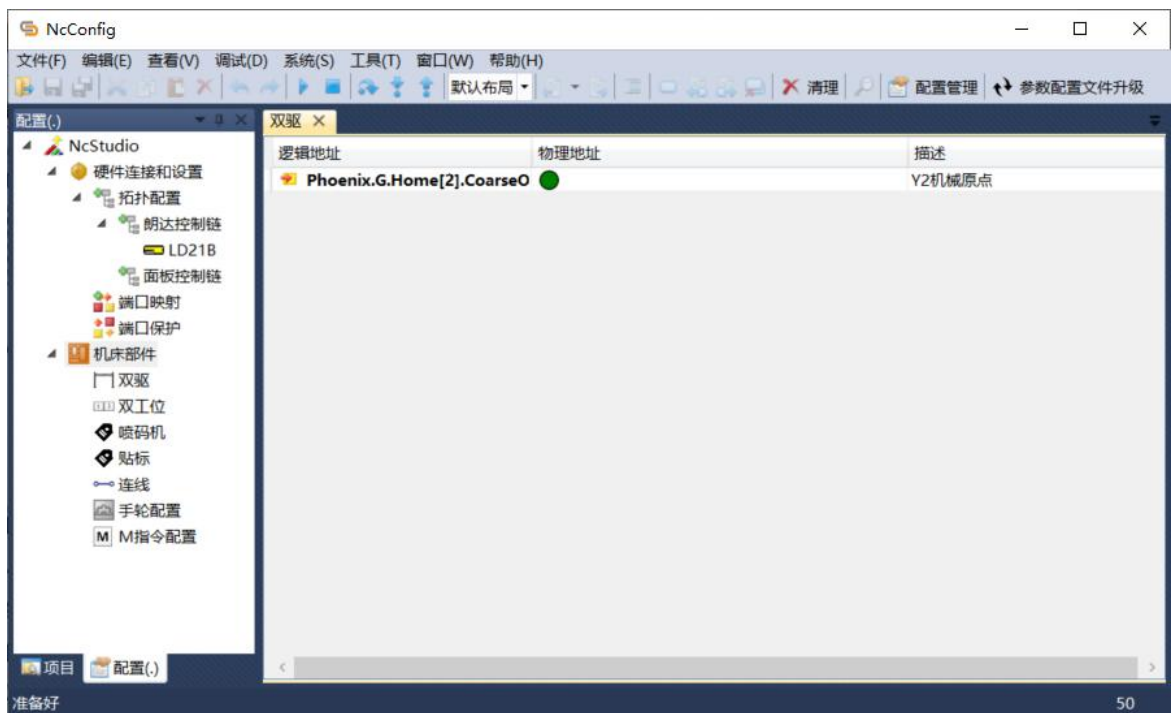 NcConfig
文件(F) 编辑(E) 查看(V) 调试(D) 系统(S) 工具(T) 窗口(W) 帮助(H)
默认布局 清理 配置管理 参数配置文件升级
配置(.)
双驱
NcStudio
硬件连接和设置
拓扑配置
朗达控制链
LD21B
面板控制链
端口映射
端口保护
机床部件
双驱
双工位
喷码机
贴标
连线
手轮配置
M M指令配置
逻辑地址 物理地址 描述
Phoenix.G.Home[2].CoarseO Y2机械原点
项目 配置(.)
准备好 50